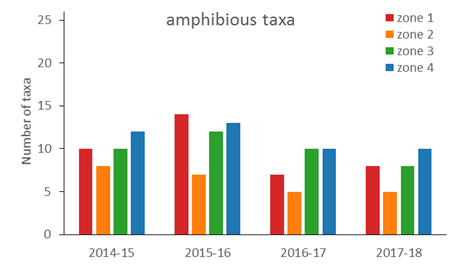 amphibious taxa
zone 1
zone 2
zone 3
zone 4
Number of taxa
25
20
15
10
5
0
2014-15 2015-16 2016-17 2017-18